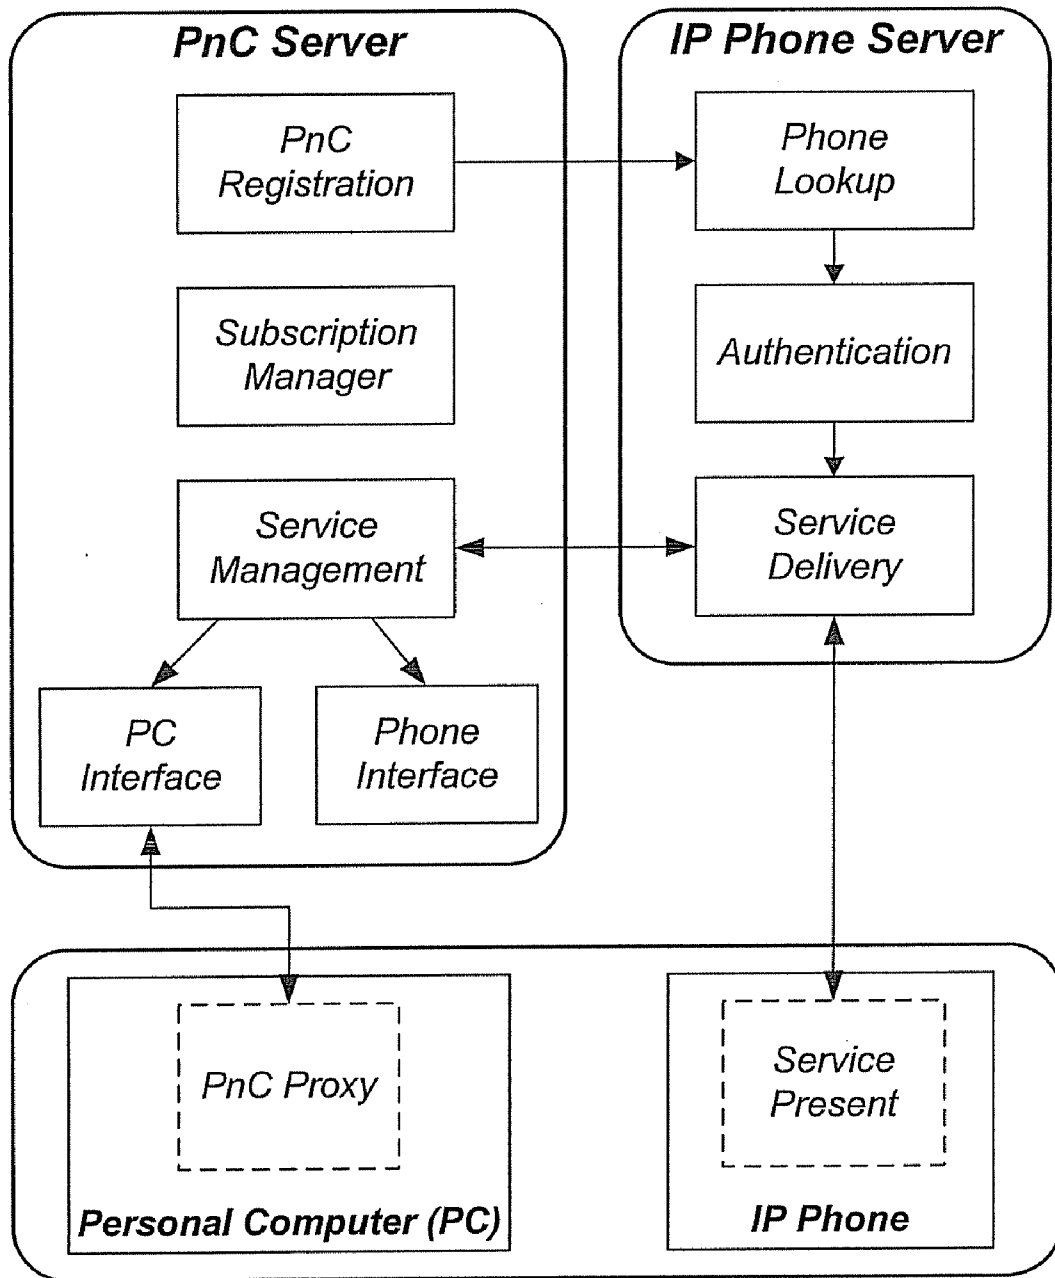 PnC Server
PnC
Registration
Subscription
Manager
Service
Management
PC
Interface
Phone
Interface
IP Phone Server
Phone
Lookup
Authentication
Service
Delivery
PnC Proxy
Personal Computer (PC)
Service
Present
IP Phone